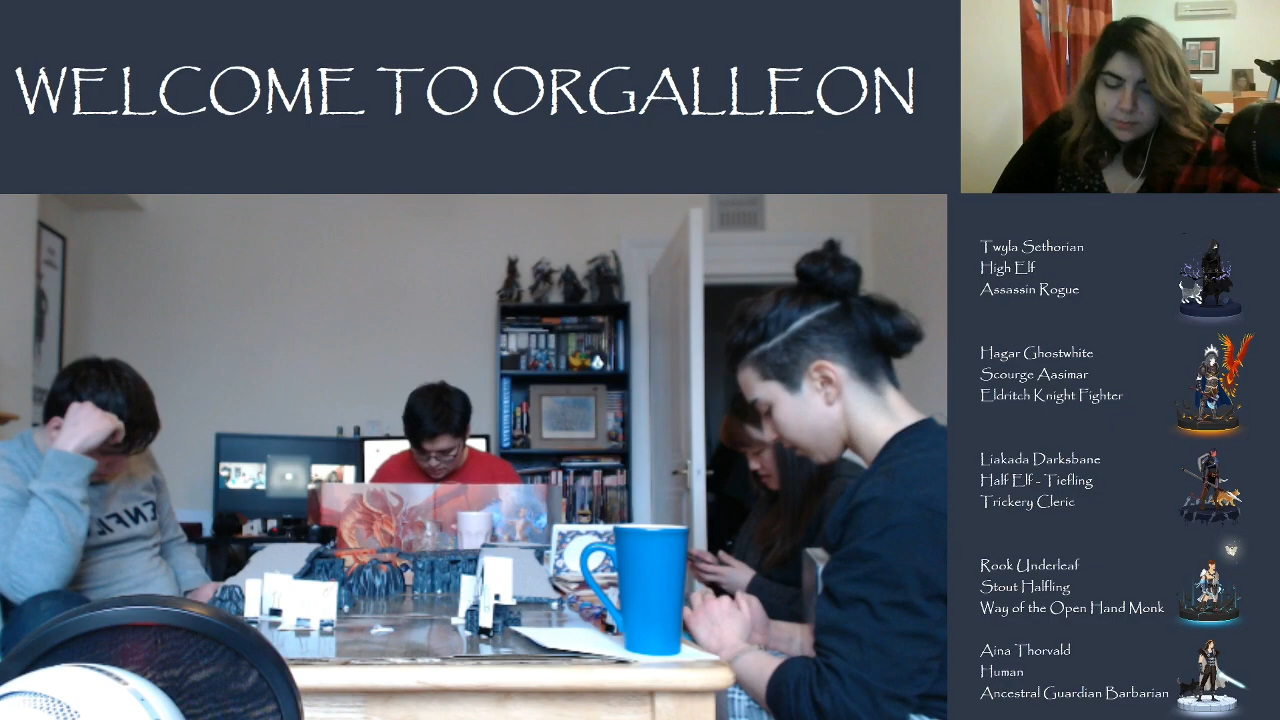 WELCOME TO ORGALLEON
Twyla Sethorian
High Elf
Assassin Rogue
Hagar Ghostwhite
Scourge Aasimar
Eldritch Knight Fighter
Liakada Darksbane
Half Elf - Tiefling
Trickery Cleric
Rook Underleaf
Stout Halfling
Way of the Open Hand Monk
Aina Thorvald
Human
Ancestral Guardian Barbarian